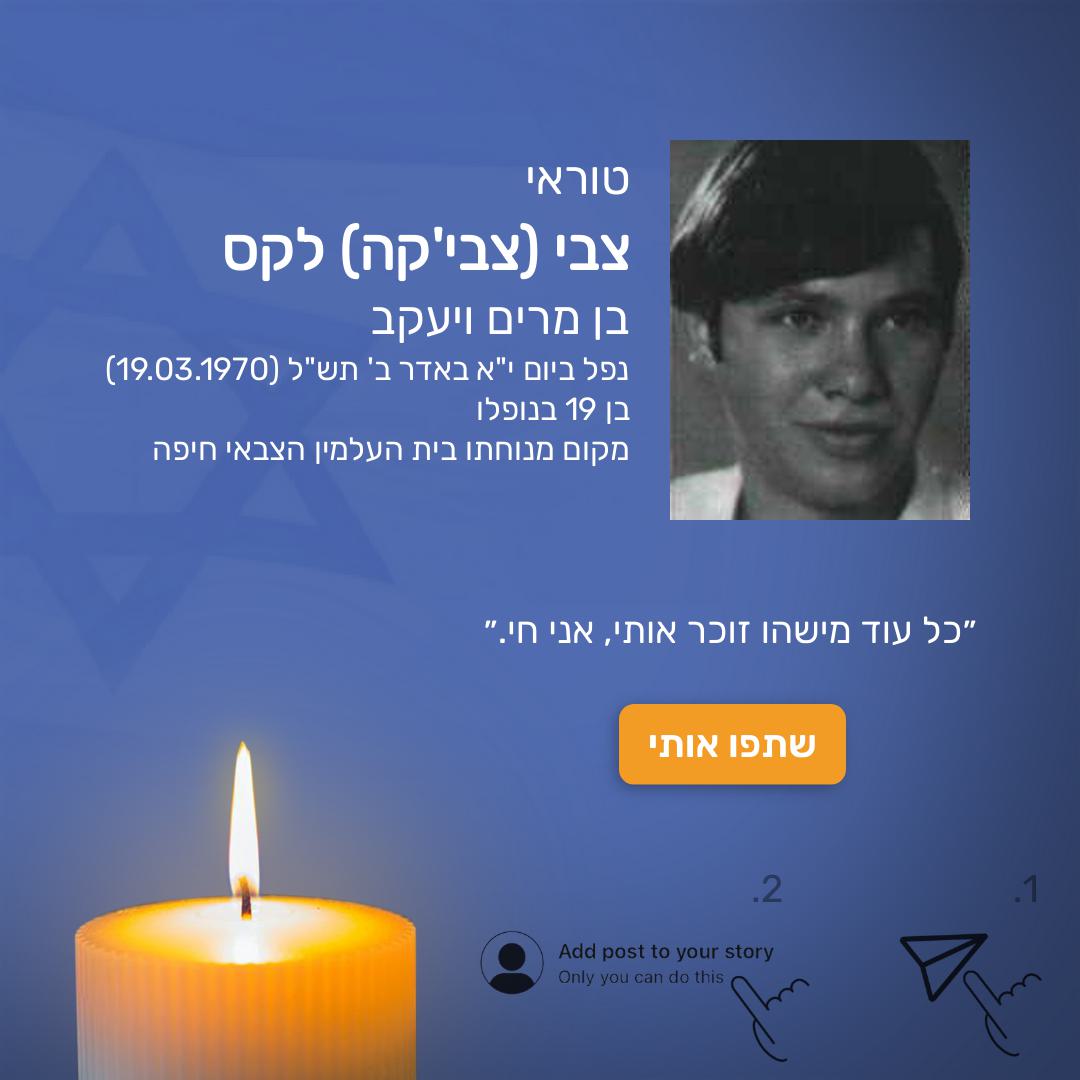 טוראי
צבי (צבי'קה) לקס
בן מרים ויעקב
נפל ביום י"א באדר ב' תש"ל (19.03.1970)
בן 19 בנופלו
מקום מנוחתו בית העלמין הצבאי חיפה
״כל עוד מישהו זוכר אותי, אני חי.״
שתפו אותי
.1
.2
Add post to your story
Only you can do this